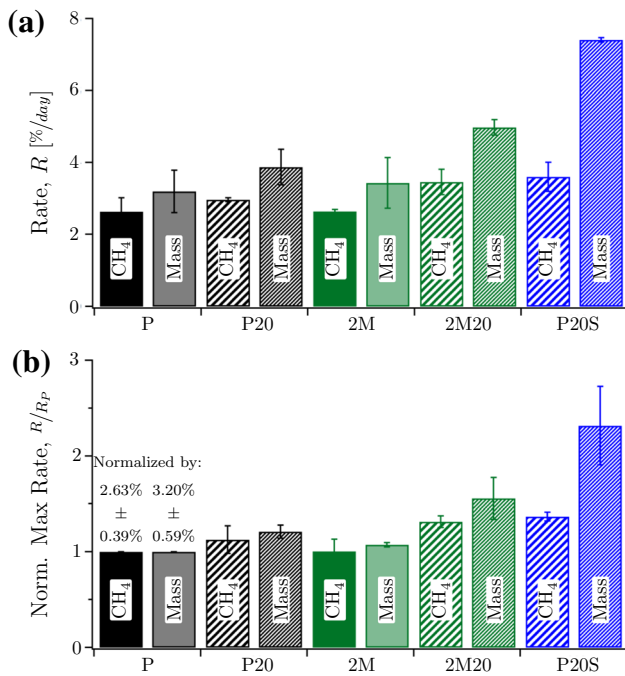 (a)
Rate, R [%/day]
8
6
4
2
0
CH₄ Mass CH₄ Mass CH₄ Mass CH₄ Mass CH₄ Mass
P P20 2M 2M20 P20S
(b)
Norm. Max Rate, R/R_P
3
2
1
0
Normalized by:
2.63% 3.20%
± ±
0.39% 0.59%
CH₄ Mass CH₄ Mass CH₄ Mass CH₄ Mass CH₄ Mass
P P20 2M 2M20 P20S